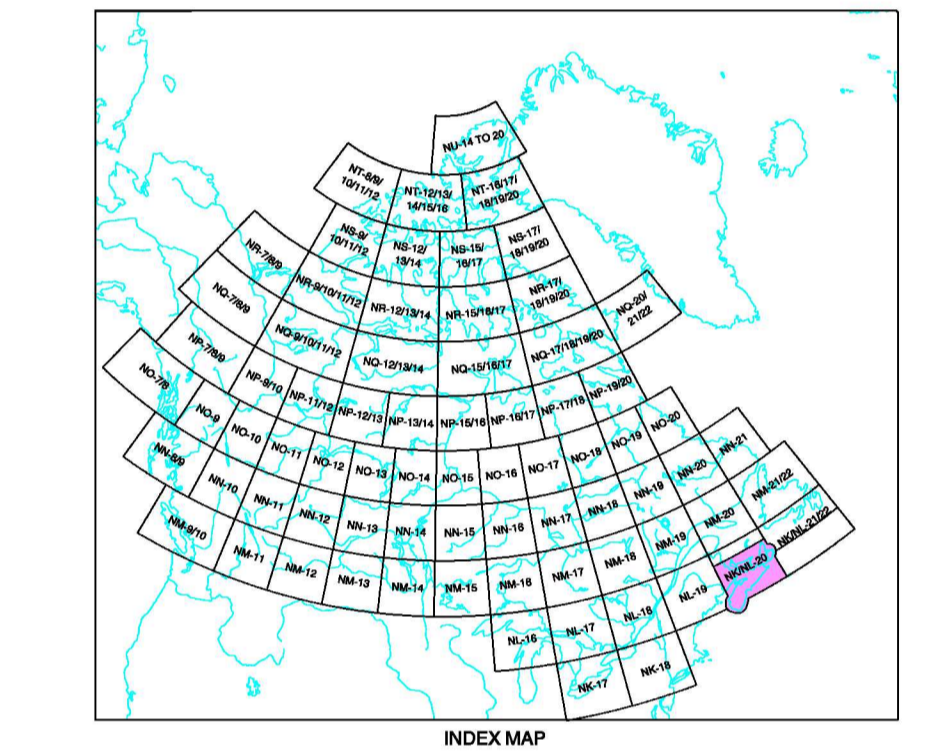 NU-14 TO 20
NT-8/9/
10/11/12
NT-12/13/
14/15/16
NT-16/17/
18/19/20
NS-9/
10/11/12
NS-12/
13/14
NS-15/
16/17
NS-17/
18/19/20
NR-7/8/9
NR-9/10/11/12
NR-12/13/14
NR-15/16/17
NR-17/
18/19/20
NQ-7/8/9
NQ-9/10/11/12
NQ-12/13/14
NQ-15/16/17
NQ-17/18/19/20
NQ-20/
21/22
NP-7/8/9
NP-9/10
NP-11/12
NP-12/13
NP-13/14
NP-15/16
NP-16/17
NP-17/18
NP-19/20
NO-7/8
NO-9
NO-10
NO-11
NO-12
NO-13
NO-14
NO-15
NO-16
NO-17
NO-18
NO-19
NO-20
NN-8/9
NN-10
NN-11
NN-12
NN-13
NN-14
NN-15
NN-16
NN-17
NN-18
NN-19
NN-20
NN-21
NM-9/10
NM-11
NM-12
NM-13
NM-14
NM-15
NM-16
NM-17
NM-18
NM-19
NM-20
NM-21/22
NL-16
NL-17
NL-18
NL-19
NK/NL-20
NK/NL-21/22
NK-17
NK-18
INDEX MAP